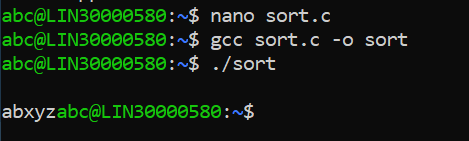 abc@LIN30000580:~$ nano sort.c
abc@LIN30000580:~$ gcc sort.c -o sort
abc@LIN30000580:~$ ./sort
abxyzabc@LIN30000580:~$